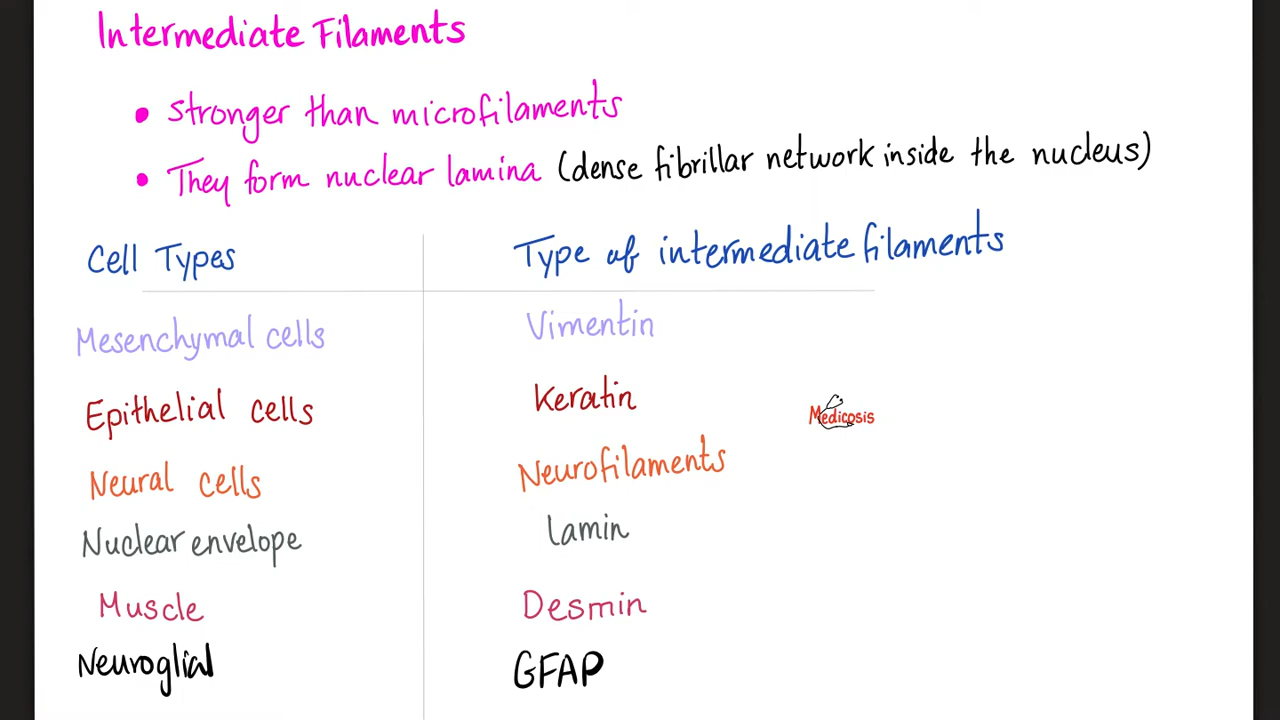 Intermediate Filaments
• stronger than microfilaments
• They form nuclear lamina (dense fibrillar network inside the nucleus)
Cell Types Type of intermediate filaments
Mesenchymal cells Vimentin
Epithelial cells Keratin
Medicosis
Neural cells Neurofilaments
Nuclear envelope lamin
Muscle Desmin
Neuroglial GFAP